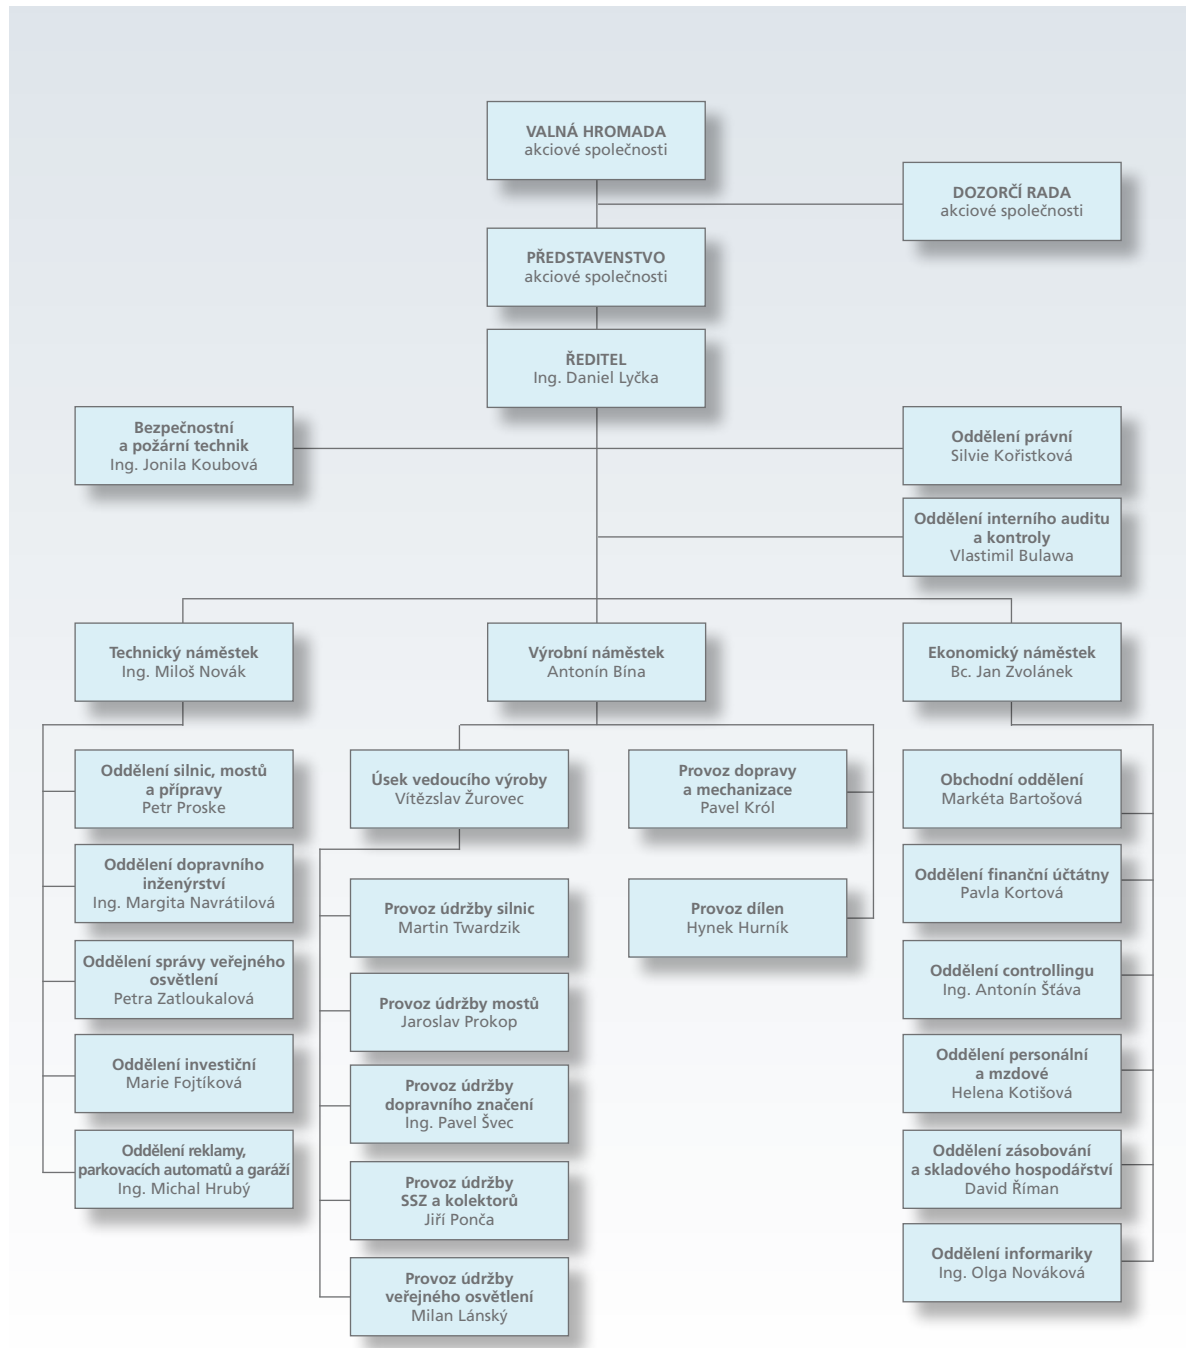 VALNÁ HROMADA
akciové společnosti
DOZORČÍ RADA
akciové společnosti
PŘEDSTAVENSTVO
akciové společnosti
ŘEDITEL
Ing. Daniel Lyčka
Bezpečnostní
a požární technik
Ing. Jonila Koubová
Oddělení právní
Silvie Kořistková
Oddělení interního auditu
a kontroly
Vlastimil Bulawa
Technický náměstek
Ing. Miloš Novák
Výrobní náměstek
Antonín Bína
Ekonomický náměstek
Bc. Jan Zvolánek
Oddělení silnic, mostů
a přípravy
Petr Proske
Oddělení dopravního
inženýrství
Ing. Margita Navrátilová
Oddělení správy veřejného
osvětlení
Petra Zatloukalová
Oddělení investiční
Marie Fojtíková
Oddělení reklamy,
parkovacích automatů a garáží
Ing. Michal Hrubý
Úsek vedoucího výroby
Vítězslav Žurovec
Provoz údržby silnic
Martin Twardzik
Provoz údržby mostů
Jaroslav Prokop
Provoz údržby
dopravního značení
Ing. Pavel Švec
Provoz údržby
SSZ a kolektorů
Jiří Ponča
Provoz údržby
veřejného osvětlení
Milan Lánský
Provoz dopravy
a mechanizace
Pavel Król
Provoz dílen
Hynek Hurník
Obchodní oddělení
Markéta Bartošová
Oddělení finanční účtátny
Pavla Kortová
Oddělení controllingu
Ing. Antonín Šťáva
Oddělení personální
a mzdové
Helena Kotišová
Oddělení zásobování
a skladového hospodářství
David Říman
Oddělení informariky
Ing. Olga Nováková